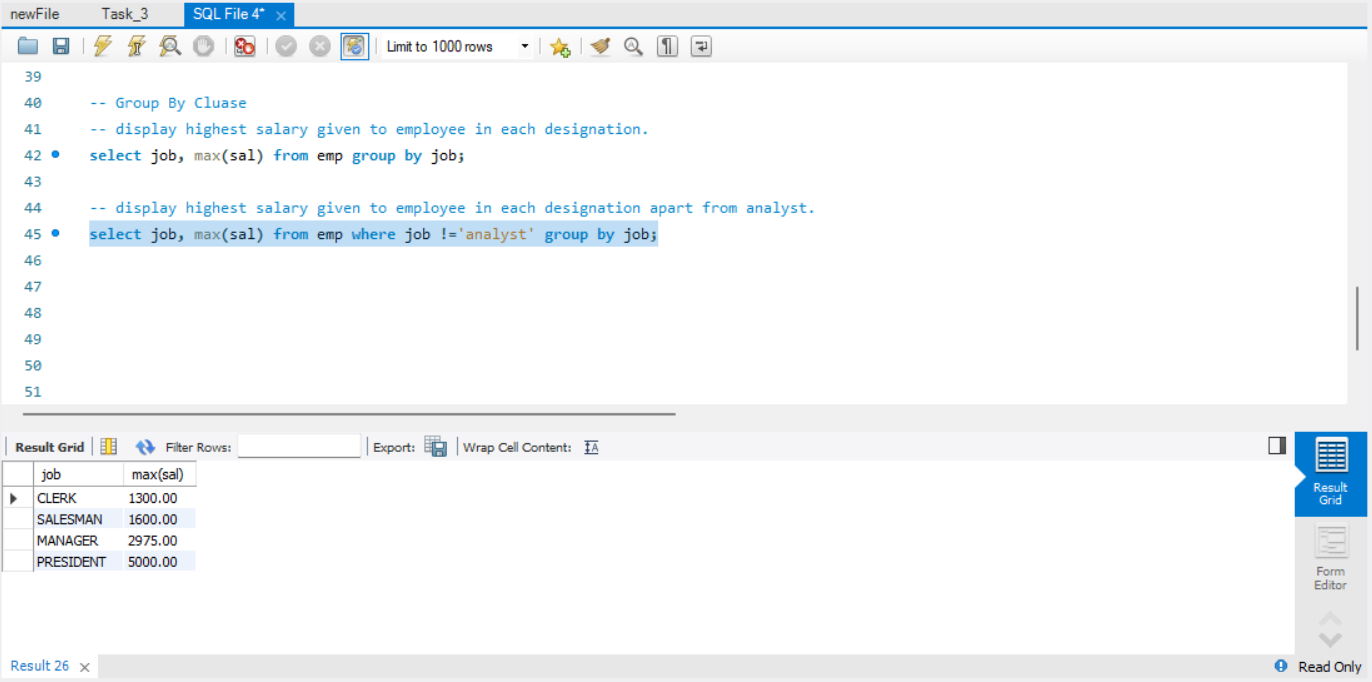 newFile Task_3 SQL File 4*
Limit to 1000 rows
39
40 -- Group By Cluase
41 -- display highest salary given to employee in each designation.
42 select job, max(sal) from emp group by job;
43
44 -- display highest salary given to employee in each designation apart from analyst.
45 select job, max(sal) from emp where job !='analyst' group by job;
46
47
48
49
50
51
Result Grid Filter Rows: Export: Wrap Cell Content:
job max(sal)
CLERK 1300.00
SALESMAN 1600.00
MANAGER 2975.00
PRESIDENT 5000.00
Result
Grid
Form
Editor
Result 26 Read Only